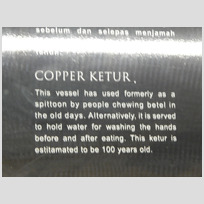 sebelum dan selepas menjamah
COPPER KETUR,
This vessel has used formerly as a
spittoon by people chewing betel in
the old days. Alternatively, it is served
to hold water for washing the hands
before and after eating. This ketur is
estitamated to be 100 years old.